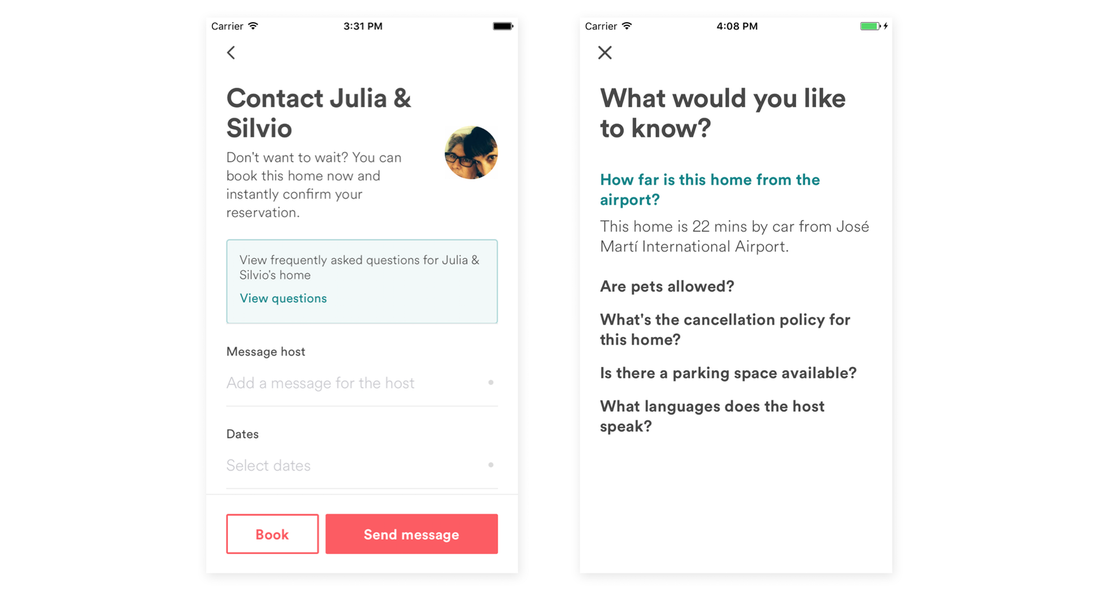 Carrier 3:31 PM
Contact Julia &
Silvio
Don't want to wait? You can
book this home now and
instantly confirm your
reservation.
View frequently asked questions for Julia &
Silvio's home
View questions
Message host
Add a message for the host
Dates
Select dates
Book Send message
Carrier 4:08 PM
What would you like
to know?
How far is this home from the
airport?
This home is 22 mins by car from José
Martí International Airport.
Are pets allowed?
What's the cancellation policy for
this home?
Is there a parking space available?
What languages does the host
speak?